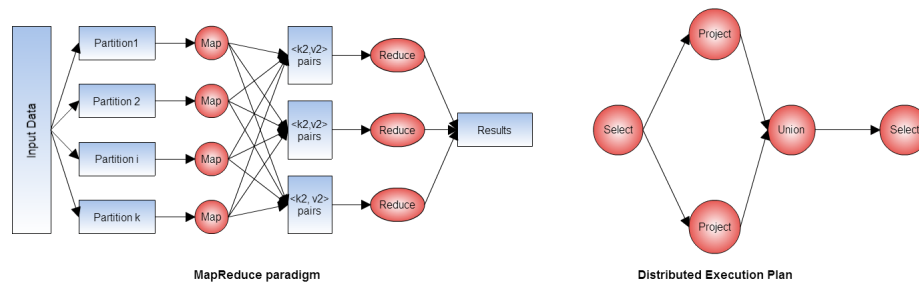 Input Data
Partition1
Map
<k2,v2>
pairs
Reduce
Partition 2
Map
<k2,v2>
pairs
Reduce
Results
Partition i
Map
Partition k
Map
<k2, v2>
pairs
Reduce
MapReduce paradigm
Project
Select
Union
Select
Project
Distributed Execution Plan